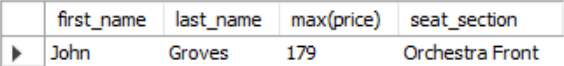 first_name last_name max(price) seat_section
John Groves 179 Orchestra Front